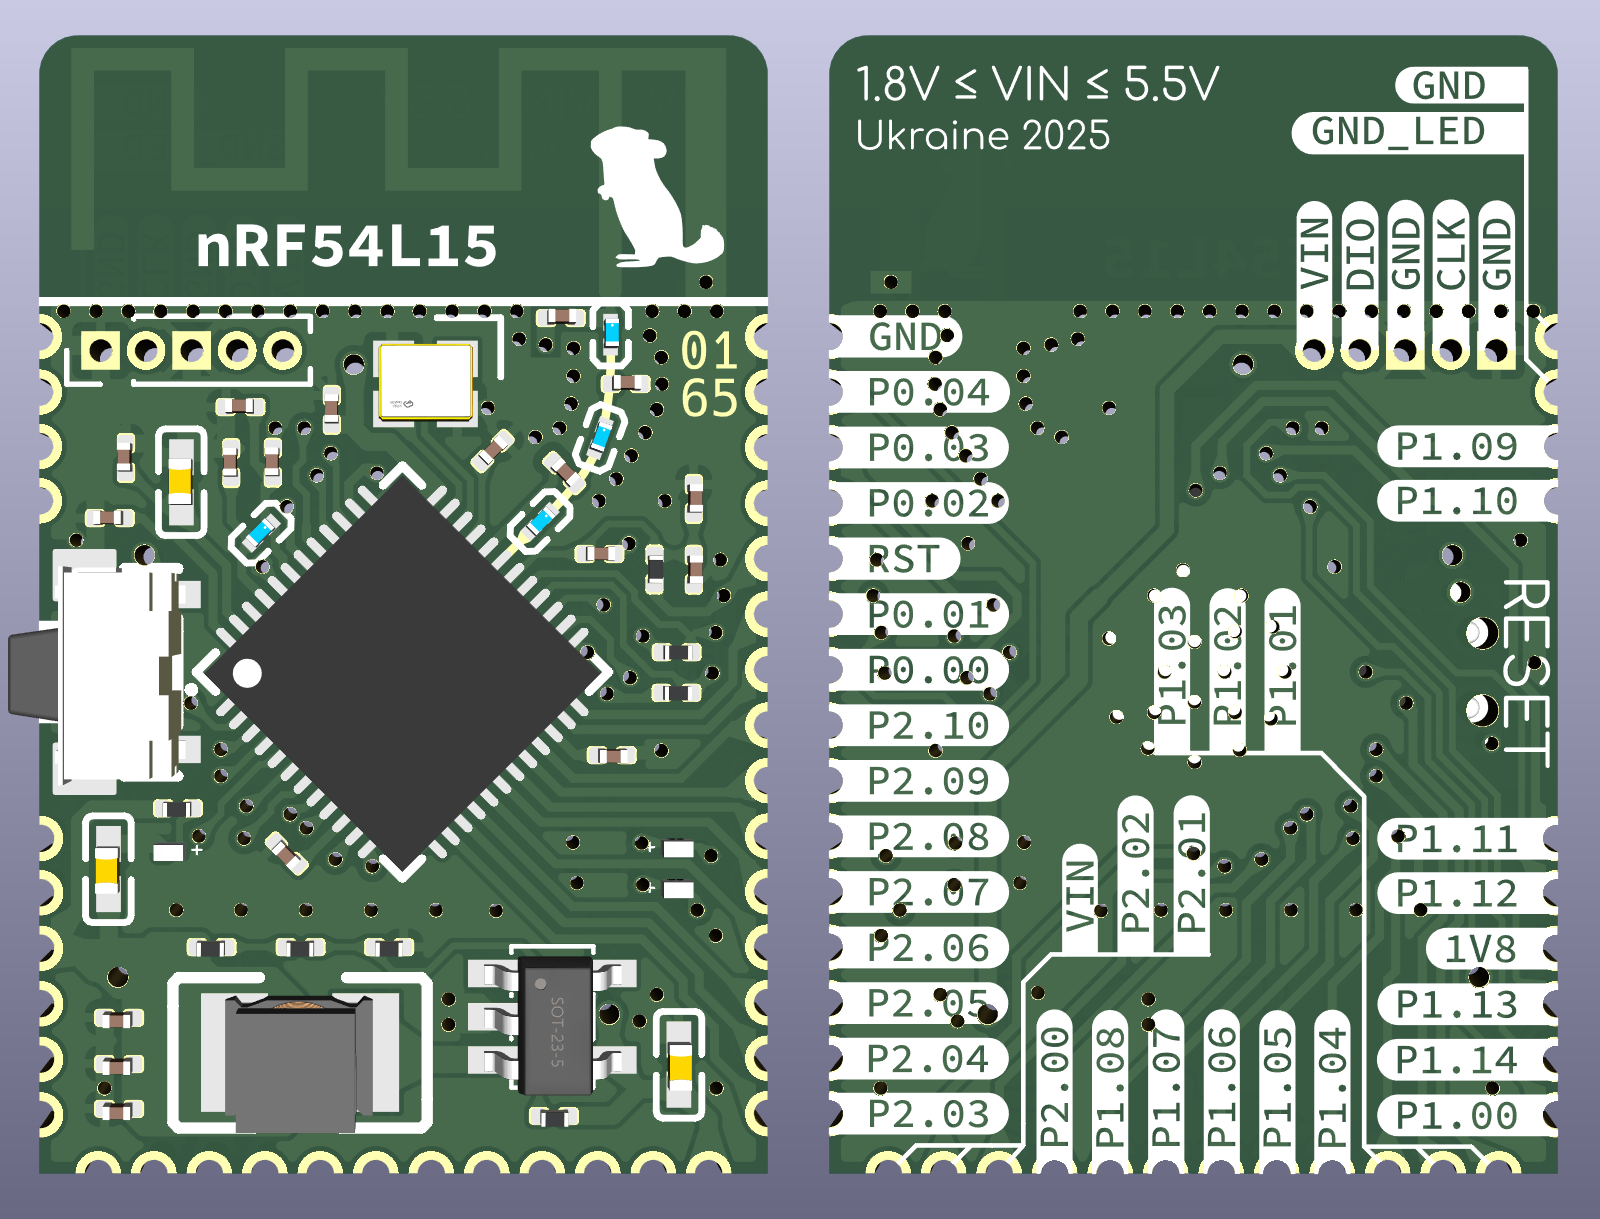 nRF54L15
01
65
SOT-23-5
+
+
+
1.8V ≤ VIN ≤ 5.5V
Ukraine 2025
GND
GND_LED
VIN
DIO
GND
CLK
GND
GND
P0.04
P0.03
P0.02
RST
P0.01
P0.00
P2.10
P2.09
P2.08
P2.07
P2.06
P2.05
P2.04
P2.03
P1.09
P1.10
RESET
P1.03
P1.02
P1.01
VIN
P2.02
P2.01
P1.11
P1.12
1V8
P1.13
P1.14
P1.00
P2.00
P1.08
P1.07
P1.06
P1.05
P1.04